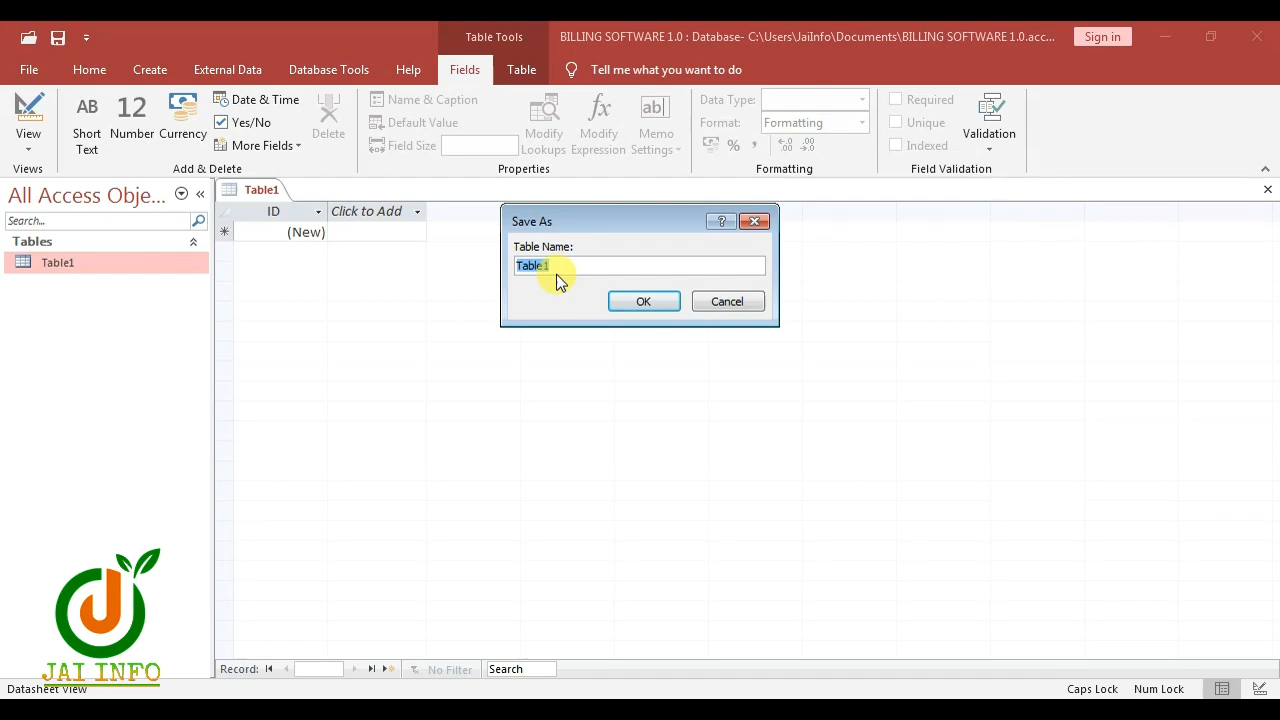 Table Tools
BILLING SOFTWARE 1.0 : Database- C:\Users\JaiInfo\Documents\BILLING SOFTWARE 1.0.acc...
Sign in
File Home Create External Data Database Tools Help Fields Table Tell me what you want to do
View
Views
AB
Short
Text
12
Number
Currency
Date & Time
Yes/No
More Fields
Delete
Add & Delete
Name & Caption
Default Value
Field Size
Modify
Lookups
fx
Modify
Expression
ab
Memo
Settings
Properties
Data Type:
Format: Formatting
% , .00 .00
Formatting
Required
Unique
Indexed
Validation
Field Validation
All Access Obje... «
Search...
Tables
Table1
Table1
ID Click to Add
* (New)
Save As
?
Table Name:
Table1
OK Cancel
JAI INFO
Record: No Filter Search
Datasheet View
Caps Lock Num Lock